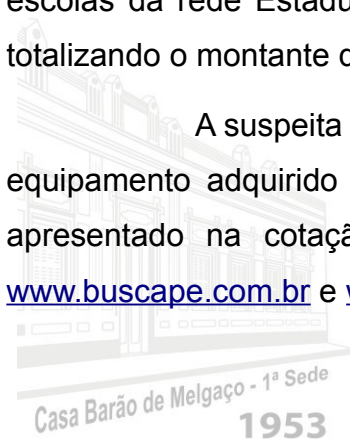 escolas da rede Estadu
totalizando o montante d
A suspeita
equipamento adquirido
apresentado na cotaçã
www.buscape.com.br e
Casa Barão de Melgaço - 1ª Sede
1953